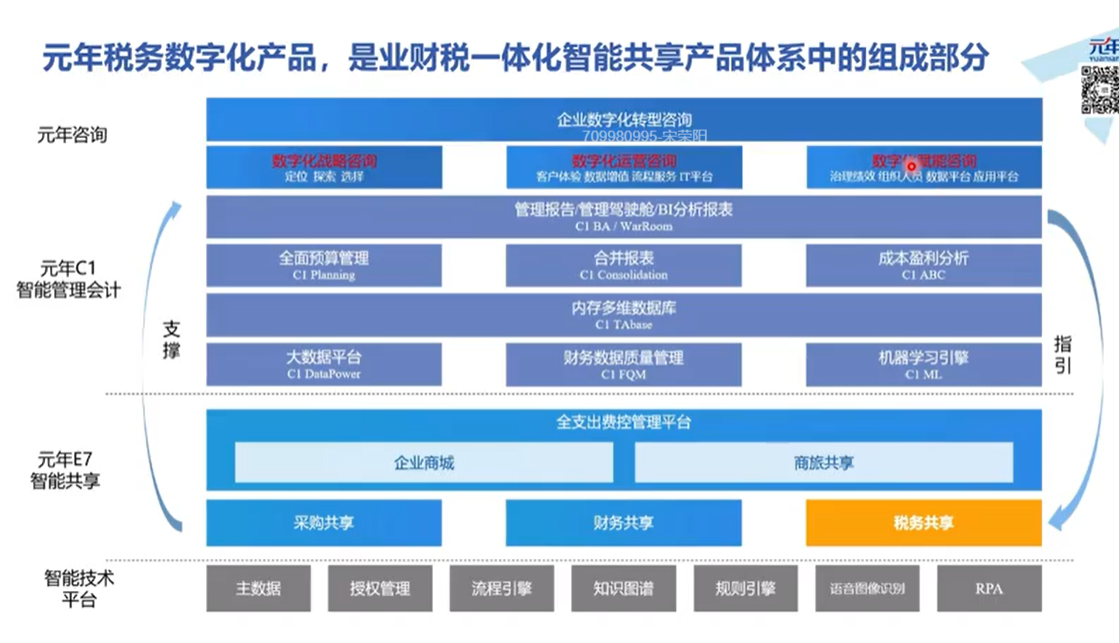 元年税务数字化产品，是业财税一体化智能共享产品体系中的组成部分
元年
YUANIAN
元年咨询
企业数字化转型咨询
709980995-宋荣阳
数字化战略咨询
定位 探索 选择
数字化运营咨询
客户体验 数据增值 流程服务 IT平台
数字化赋能咨询
治理绩效 组织人员 数据平台 应用平台
管理报告/管理驾驶舱/BI分析报表
C1 BA / WarRoom
元年C1
智能管理会计
全面预算管理
C1 Planning
合并报表
C1 Consolidation
成本盈利分析
C1 ABC
内存多维数据库
C1 TAbase
支撑
指引
大数据平台
C1 DataPower
财务数据质量管理
C1 FQM
机器学习引擎
C1 ML
元年E7
智能共享
全支出费控管理平台
企业商城
商旅共享
采购共享
财务共享
税务共享
智能技术
平台
主数据
授权管理
流程引擎
知识图谱
规则引擎
语音图像识别
RPA